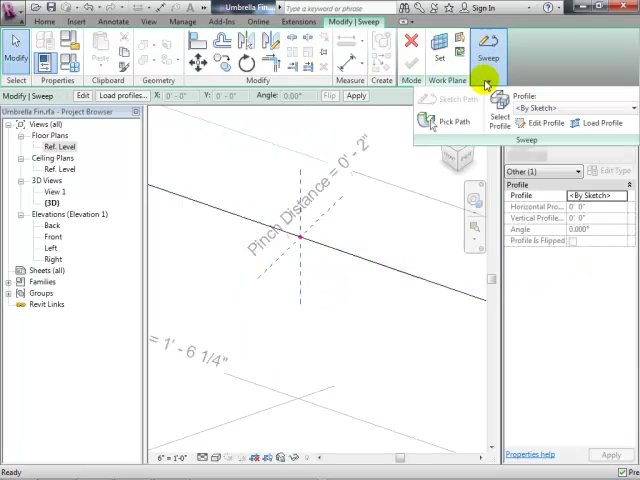 Umbrella Fin... Modify | Sweep Sign In
Home Insert Annotate View Manage Add-Ins Online Extensions Modify | Sweep
Modify Paste Set Sweep
Select Properties Clipboard Geometry Modify Measure Create Mode Work Plane
Sketch Path
Pick Path
Select Profile
Profile:
<By Sketch>
Edit Profile Load Profile
Sweep
Modify | Sweep Edit Load profiles... X: 0' - 0" Y: 0' - 0" Angle: 0.00° Flip Apply
Umbrella Fin.rfa - Project Browser
Views (all)
Floor Plans
Ref. Level
Ceiling Plans
Ref. Level
3D Views
View 1
{3D}
Elevations (Elevation 1)
Back
Front
Left
Right
Sheets (all)
Families
Groups
Revit Links
Pinch Distance = 0' - 2"
= 1' - 6 1/4"
Other (1) Edit Type
Profile
Profile <By Sketch>
Horizontal Pro... 0' 0"
Vertical Profile... 0' 0"
Angle 0.000°
Profile Is Flipped
Properties help Apply
6" = 1'-0"
Ready